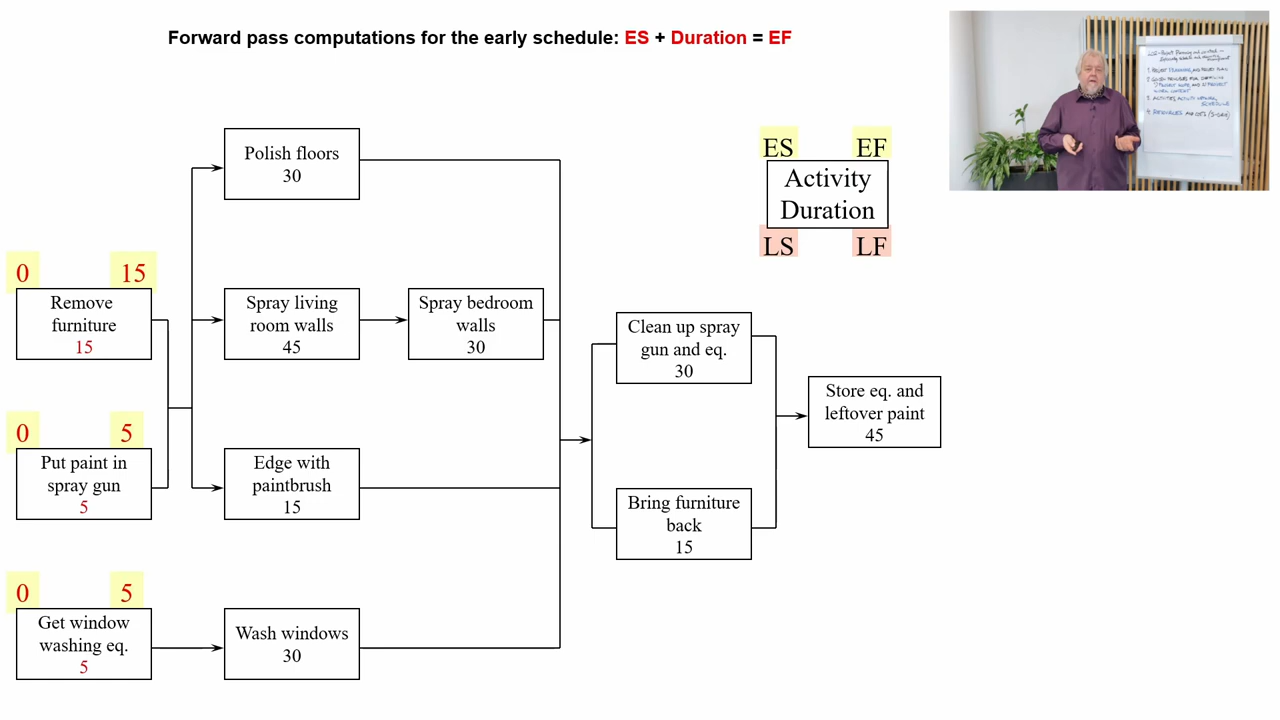 Forward pass computations for the early schedule: ES + Duration = EF
ES EF
Activity
Duration
LS LF
Polish floors
30
0 15
Remove
furniture
15
Spray living
room walls
45
Spray bedroom
walls
30
Clean up spray
gun and eq.
30
Store eq. and
leftover paint
45
0 5
Put paint in
spray gun
5
Edge with
paintbrush
15
Bring furniture
back
15
0 5
Get window
washing eq.
5
Wash windows
30